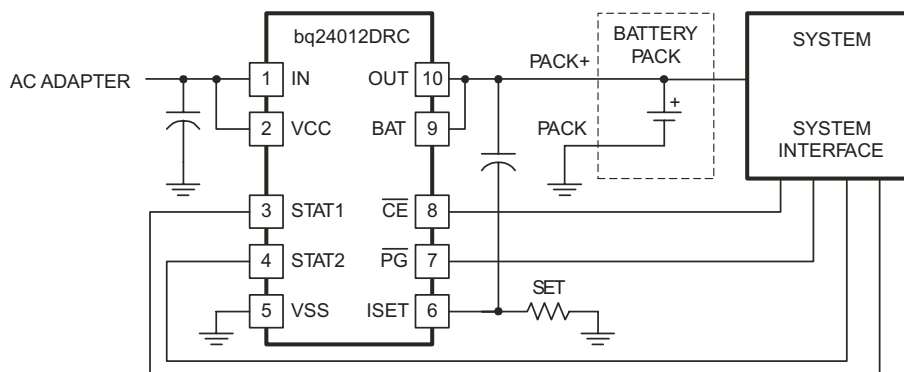 bq24012DRC
AC ADAPTER
1 IN
2 VCC
3 STAT1
4 STAT2
5 VSS
OUT 10
BAT 9
CE 8
PG 7
ISET 6
PACK+
PACK
BATTERY
PACK
+
SET
SYSTEM
SYSTEM
INTERFACE